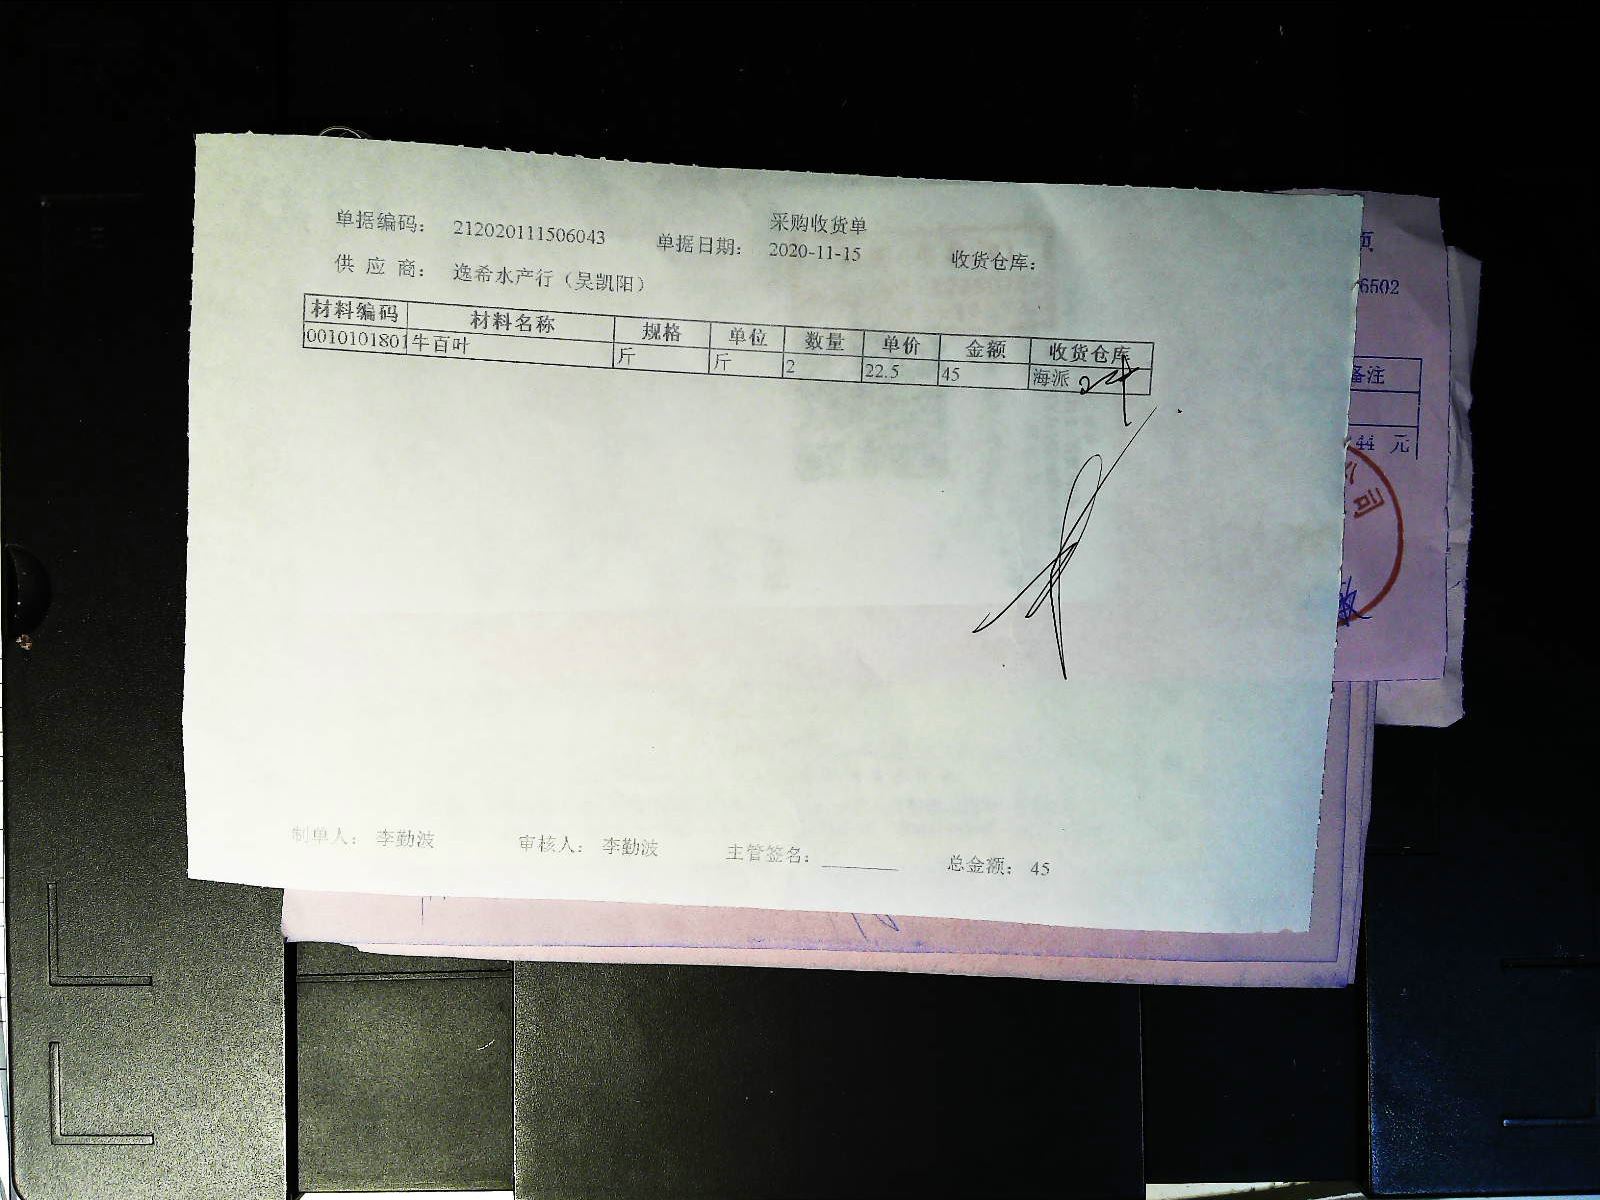 采购收货单
单据编码： 212020111506043 单据日期： 2020-11-15 收货仓库：
供 应 商： 逸希水产行（吴凯阳）
材料编码 材料名称 规格 单位 数量 单价 金额 收货仓库
0010101801 牛百叶 斤 斤 2 22.5 45 海派
制单人： 李勤波 审核人： 李勤波 主管签名： 总金额： 45
页
6502
备注
44 元
公司